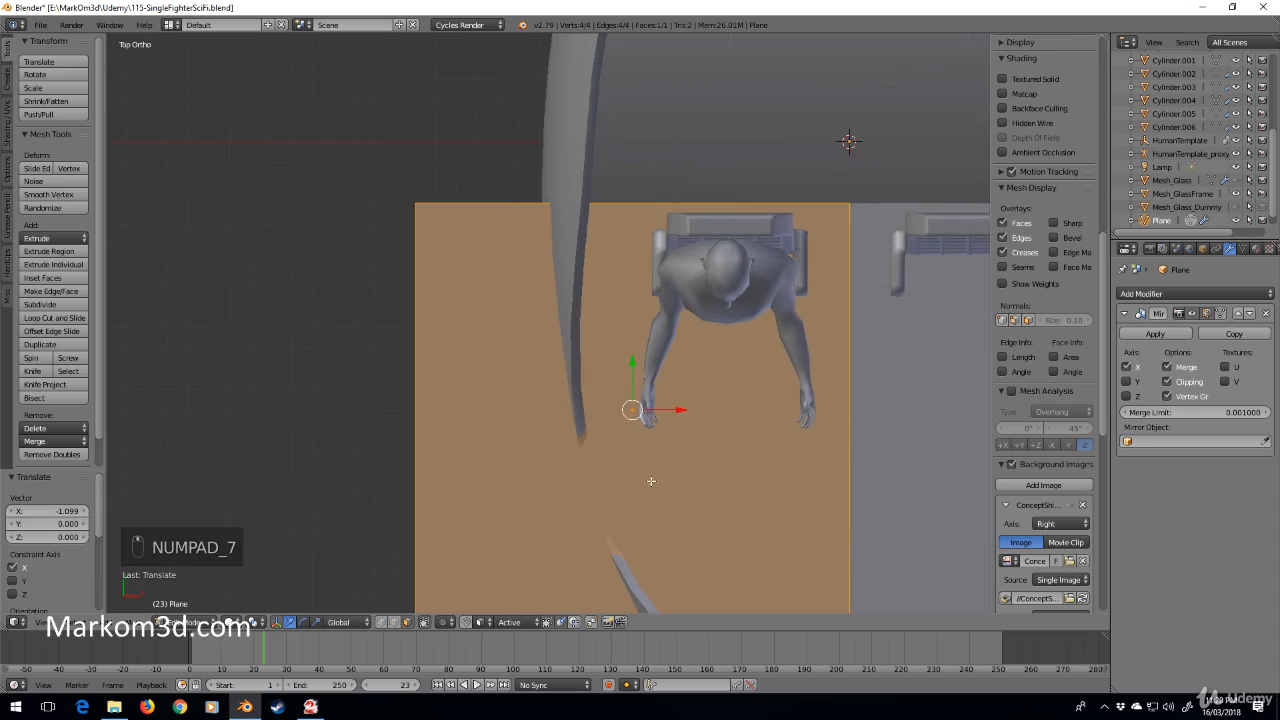 Blender* [E:\MarkOm3d\Udemy\115-SingleFighterSciFi.blend]
File Render Window Help Default Scene Cycles Render v2.79 | Verts:4/4 | Edges:4/4 | Faces:1/1 | Tris:2 | Mem:26.01M | Plane
Transform
Translate
Rotate
Scale
Shrink/Fatten
Push/Pull
Mesh Tools
Deform:
Slide Ed Vertex
Noise
Smooth Vertex
Randomize
Add:
Extrude
Extrude Region
Extrude Individual
Inset Faces
Make Edge/Face
Subdivide
Loop Cut and Slide
Offset Edge Slide
Duplicate
Spin Screw
Knife Select
Knife Project
Bisect
Remove:
Delete
Merge
Remove Doubles
Tools
Create
Shading / UVs
Options
Grease Pencil
HardOps
Misc
Translate
Vector
X: -1.099
Y: 0.000
Z: 0.000
Constraint Axis
X
Y
Z
Orientation
Top Ortho
NUMPAD_7
Last: Translate
(23) Plane
Display
Shading
Textured Solid
Matcap
Backface Culling
Hidden Wire
Depth Of Field
Ambient Occlusion
Motion Tracking
Mesh Display
Overlays:
Faces Sharp
Edges Bevel
Creases Edge Ma
Seams Face Ma
Show Weights
Normals:
Size: 0.10
Edge Info: Face Info:
Length Area
Angle Angle
Mesh Analysis
Type: Overhang
0° 45°
+X +Y +Z -X -Y -Z
Background Images
Add Image
ConceptShi...
Axis: Right
Image Movie Clip
Conce F
Source Single Image
//ConceptS...
View Search All Scenes
Cylinder.001
Cylinder.002
Cylinder.003
Cylinder.004
Cylinder.005
Cylinder.006
HumanTemplate
HumanTemplate_proxy
Lamp
Mesh_Glass
Mesh_GlassFrame
Mesh_Glass_Dummy
Plane
Plane
Add Modifier
Mir
Apply Copy
Axis: Options: Textures:
X Merge U
Y Clipping V
Z Vertex Gr
Merge Limit: 0.001000
Mirror Object:
Global Active
Markom3d.com
-50 -40 -30 -20 -10 0 10 20 30 40 50 60 70 80 90 100 110 120 130 140 150 160 170 180 190 200 210 220 230 240 250 260 270 280
View Marker Frame Playback Start: 1 End: 250 23 No Sync
16/03/2018
Udemy